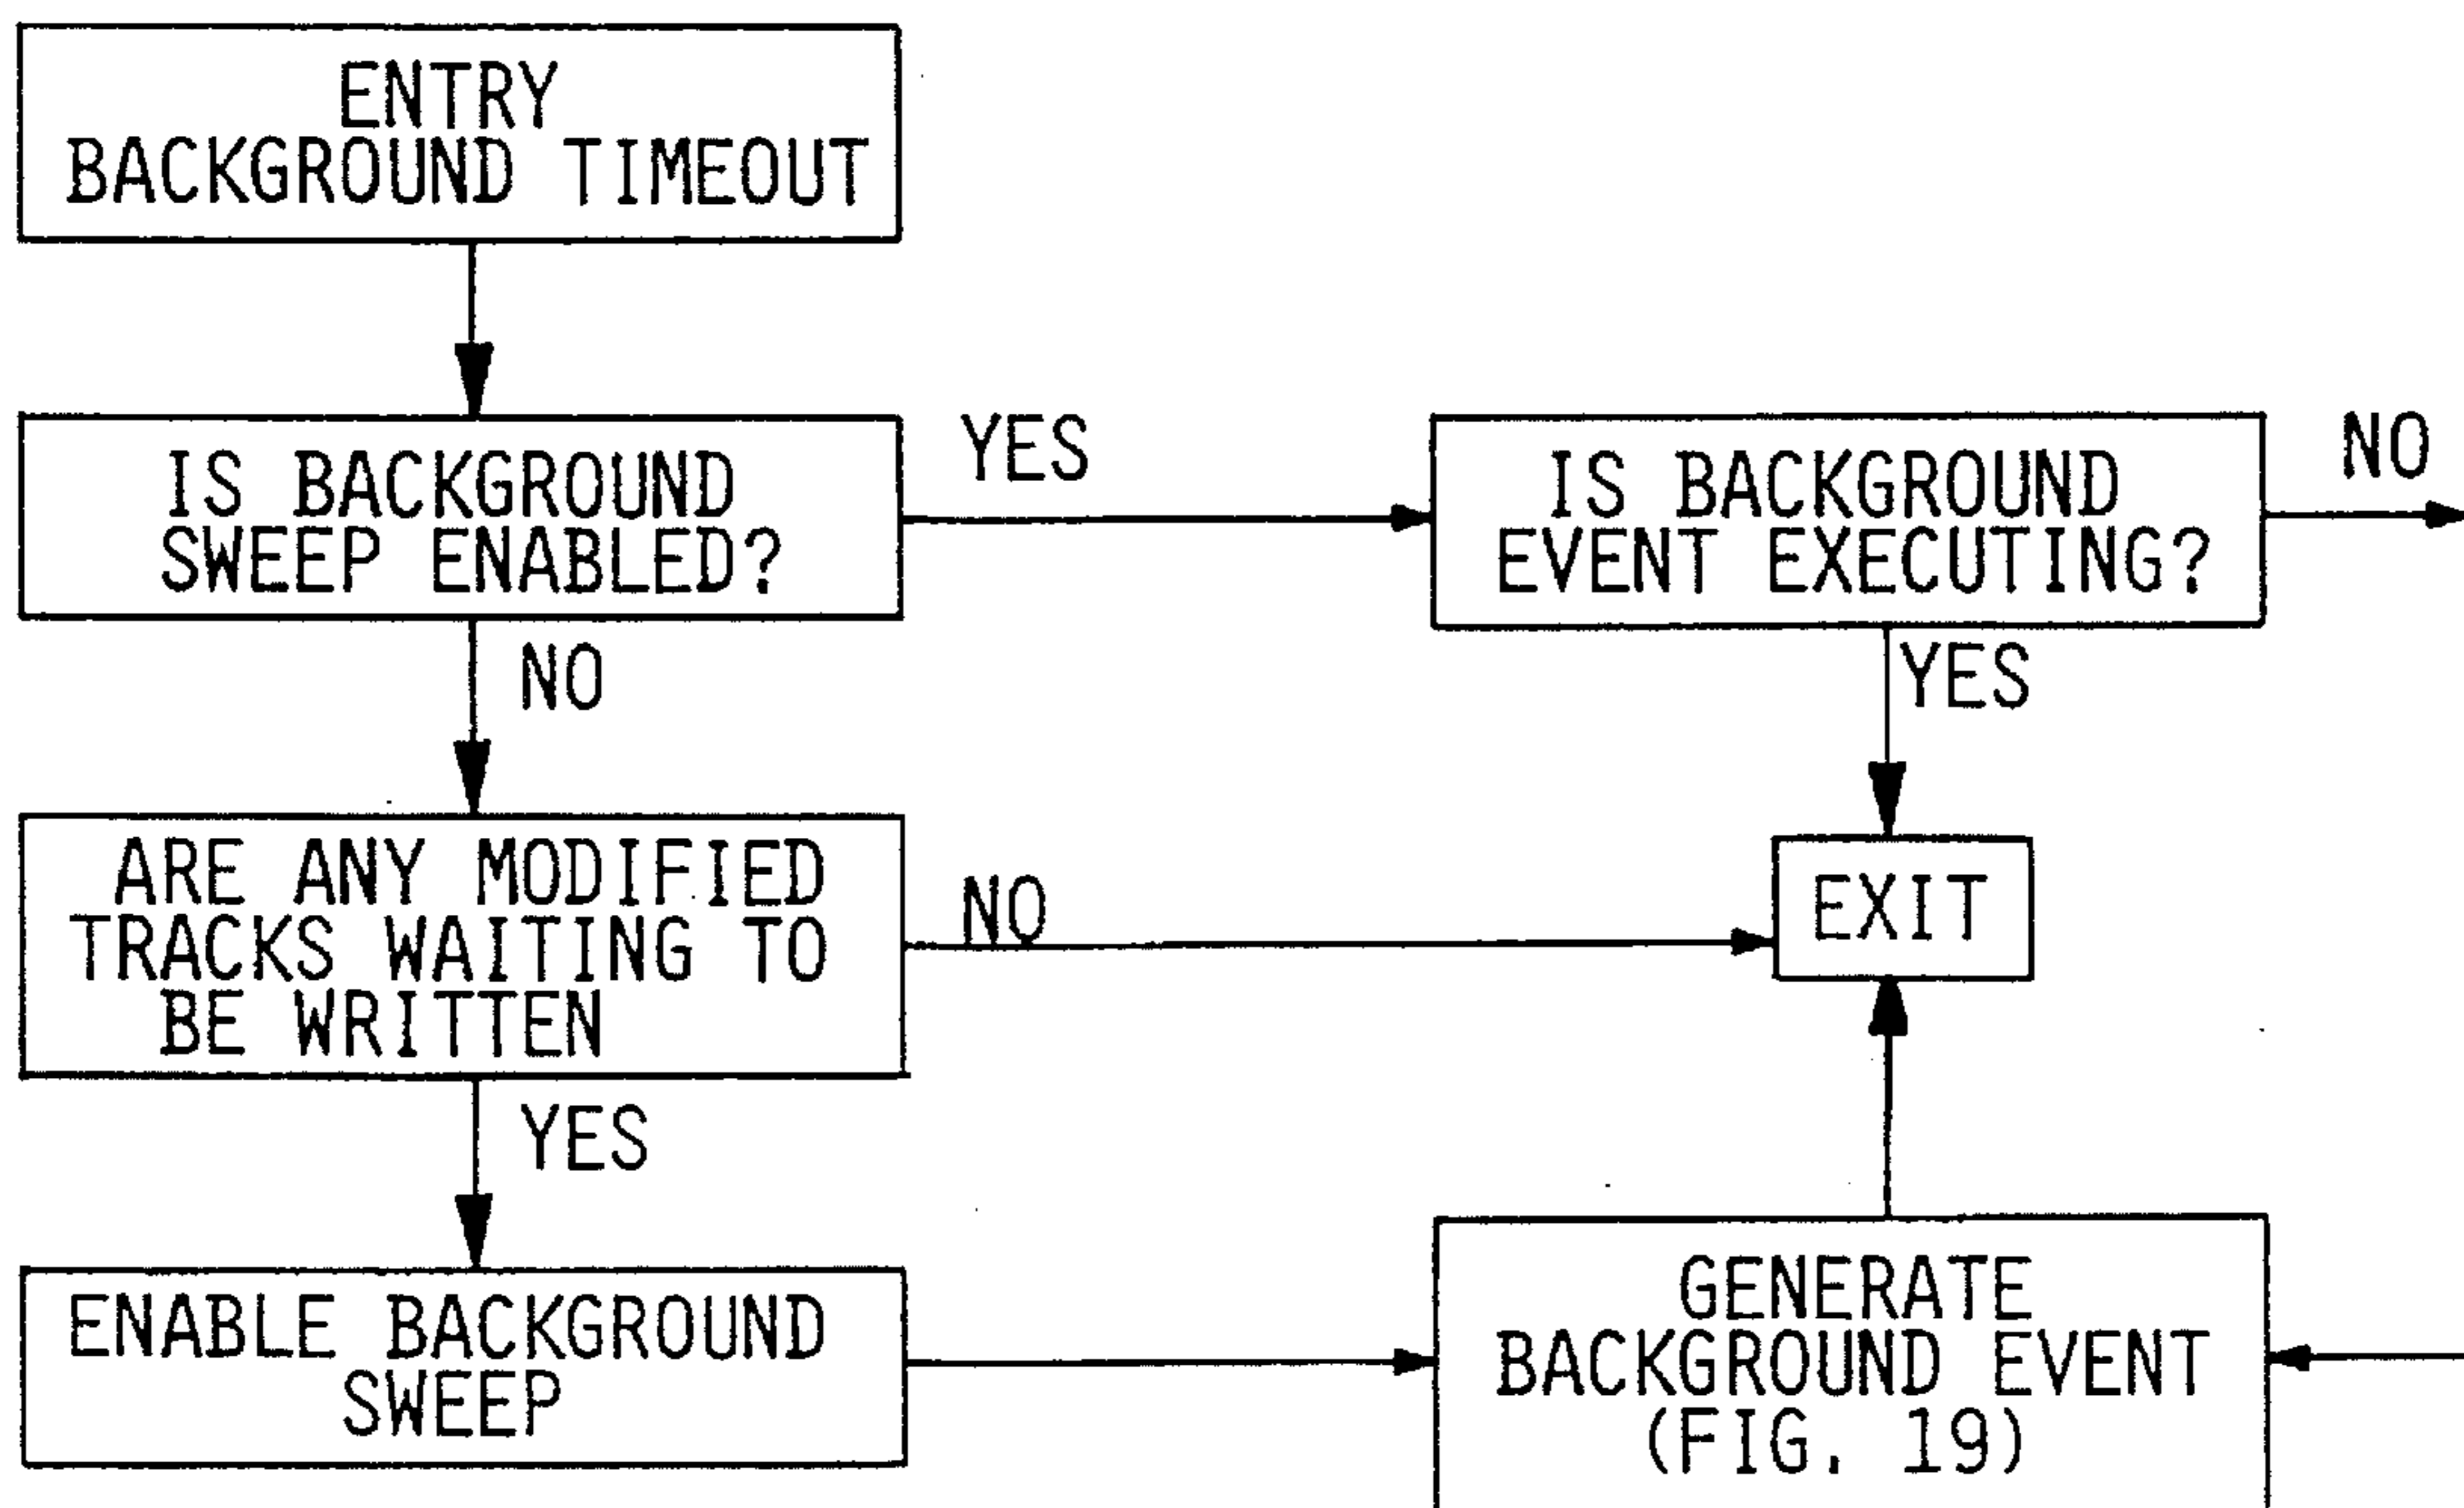 ENTRY
BACKGROUND TIMEOUT
IS BACKGROUND
SWEEP ENABLED?
YES
IS BACKGROUND
EVENT EXECUTING?
NO
NO
YES
ARE ANY MODIFIED
TRACKS WAITING TO
BE WRITTEN
NO
EXIT
YES
ENABLE BACKGROUND
SWEEP
GENERATE
BACKGROUND EVENT
(FIG. 19)